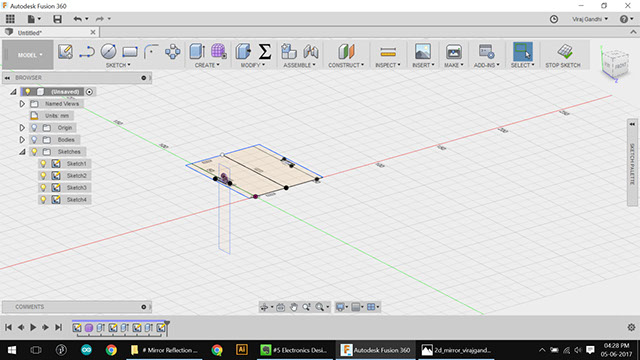 Autodesk Fusion 360
Viraj Gandhi
Untitled*
MODEL
SKETCH
CREATE
MODIFY
ASSEMBLE
CONSTRUCT
INSPECT
INSERT
MAKE
ADD-INS
SELECT
STOP SKETCH
BROWSER
(Unsaved)
Named Views
Units: mm
Origin
Bodies
Sketches
Sketch1
Sketch2
Sketch3
Sketch4
SKETCH PALETTE
COMMENTS
# Mirror Reflection ...
#5 Electronics Desi...
Autodesk Fusion 360
2d_mirror_virajgand...
04:28 PM
05-06-2017